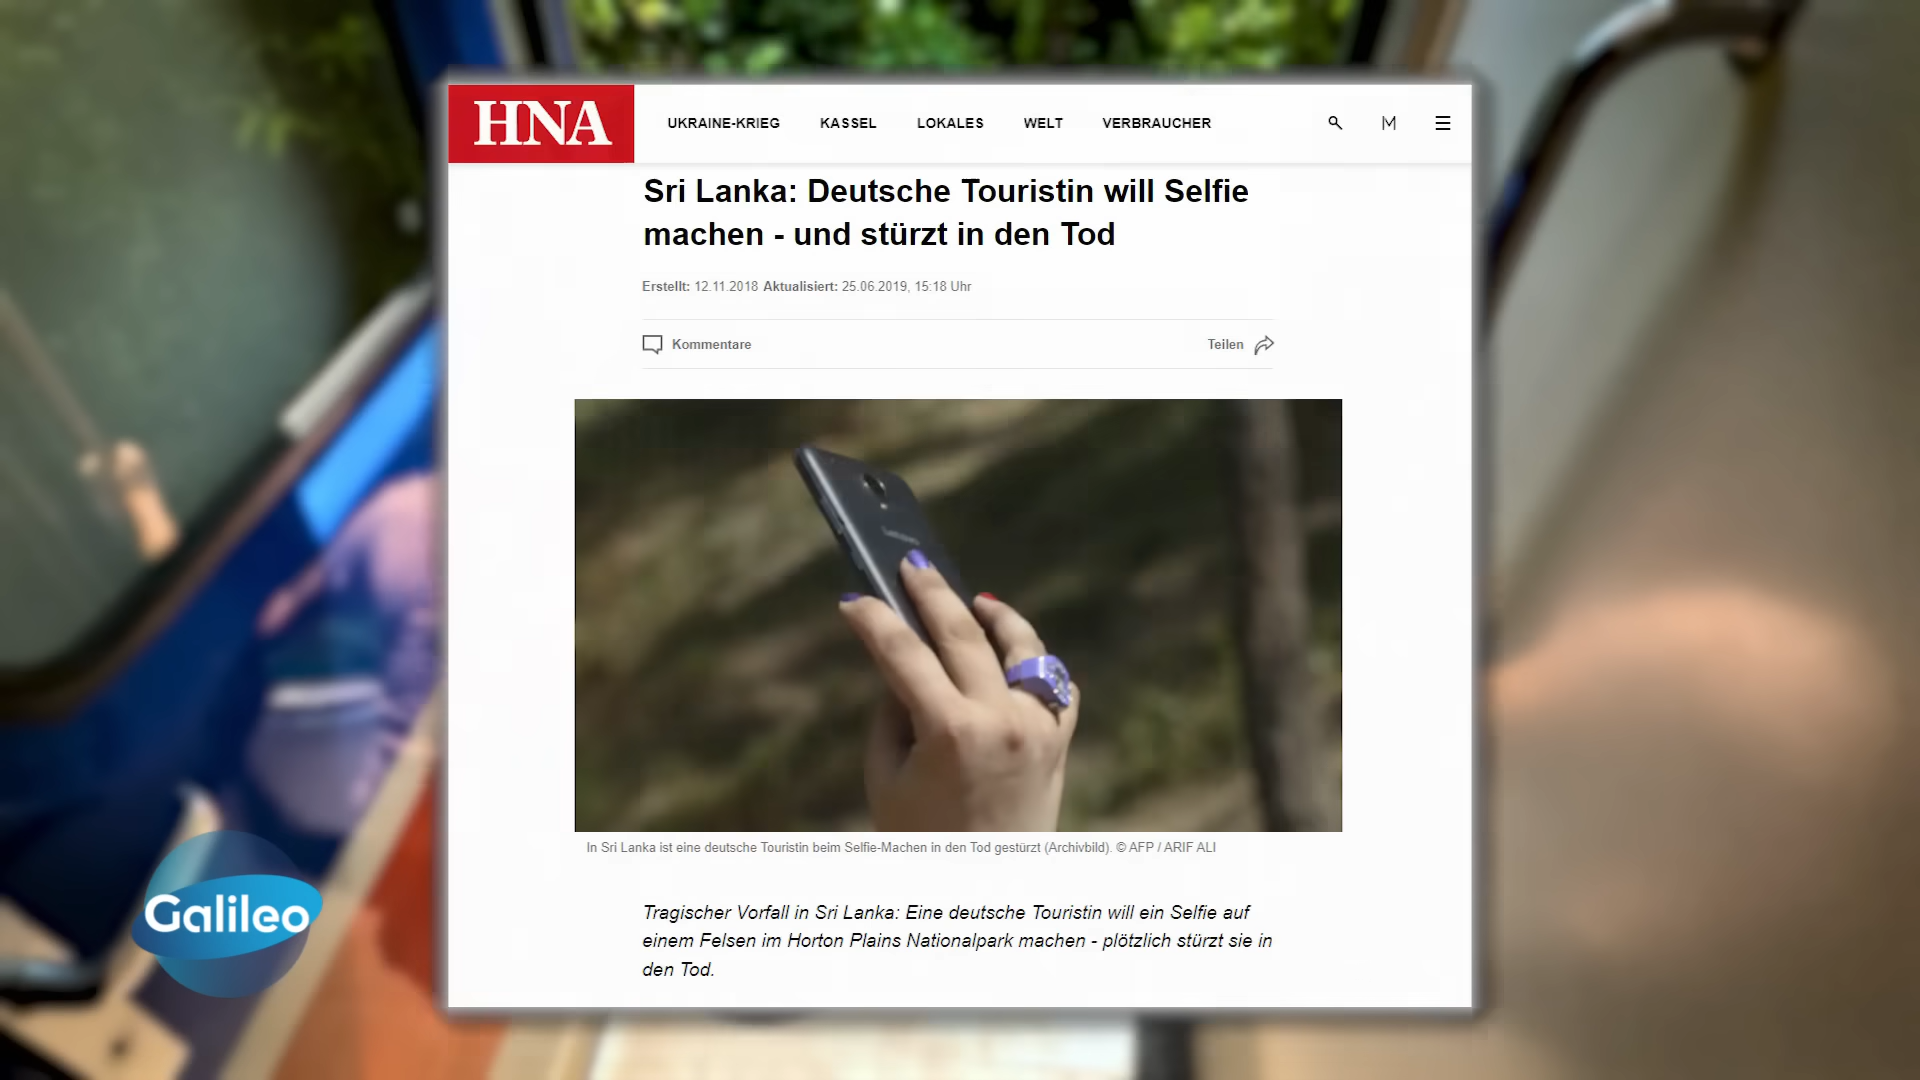 HNA
UKRAINE-KRIEG KASSEL LOKALES WELT VERBRAUCHER M
Sri Lanka: Deutsche Touristin will Selfie
machen - und stürzt in den Tod
Erstellt: 12.11.2018 Aktualisiert: 25.06.2019, 15:18 Uhr
Kommentare Teilen
Lenovo
In Sri Lanka ist eine deutsche Touristin beim Selfie-Machen in den Tod gestürzt (Archivbild). © AFP / ARIF ALI
Tragischer Vorfall in Sri Lanka: Eine deutsche Touristin will ein Selfie auf
einem Felsen im Horton Plains Nationalpark machen - plötzlich stürzt sie in
den Tod.
Galileo